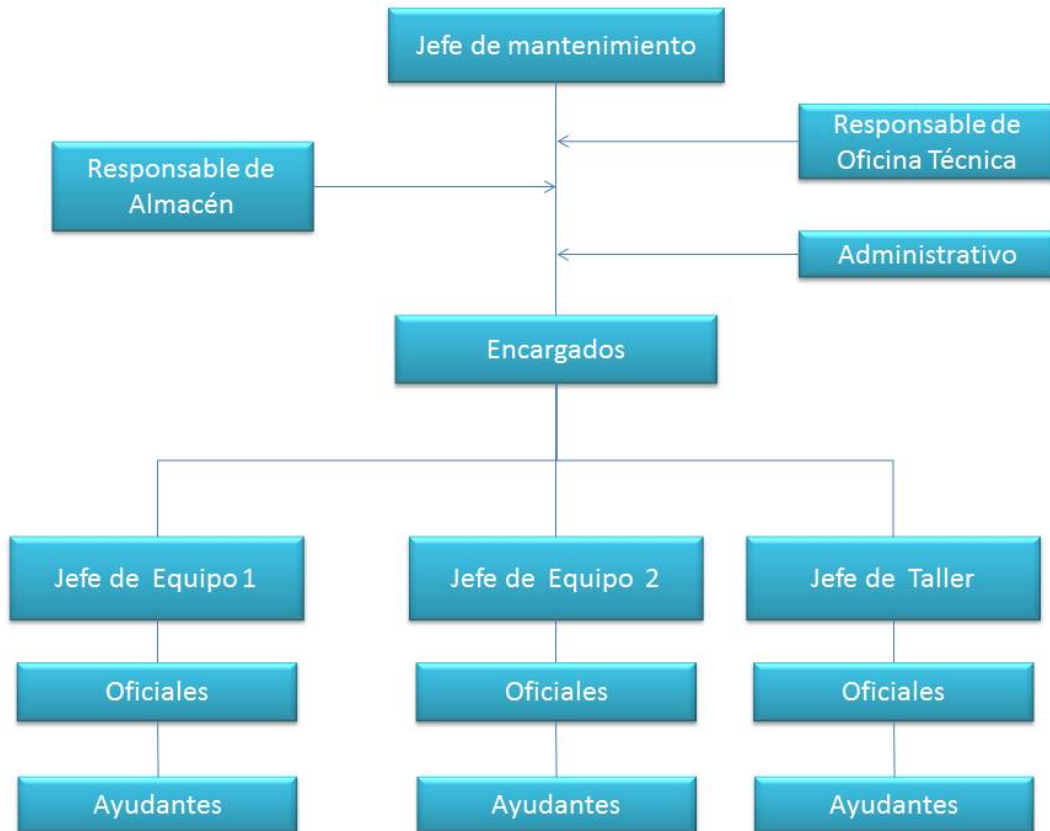 Jefe de mantenimiento
Responsable de
Oficina Técnica
Responsable de
Almacén
Administrativo
Encargados
Jefe de Equipo 1
Jefe de Equipo 2
Jefe de Taller
Oficiales
Oficiales
Oficiales
Ayudantes
Ayudantes
Ayudantes